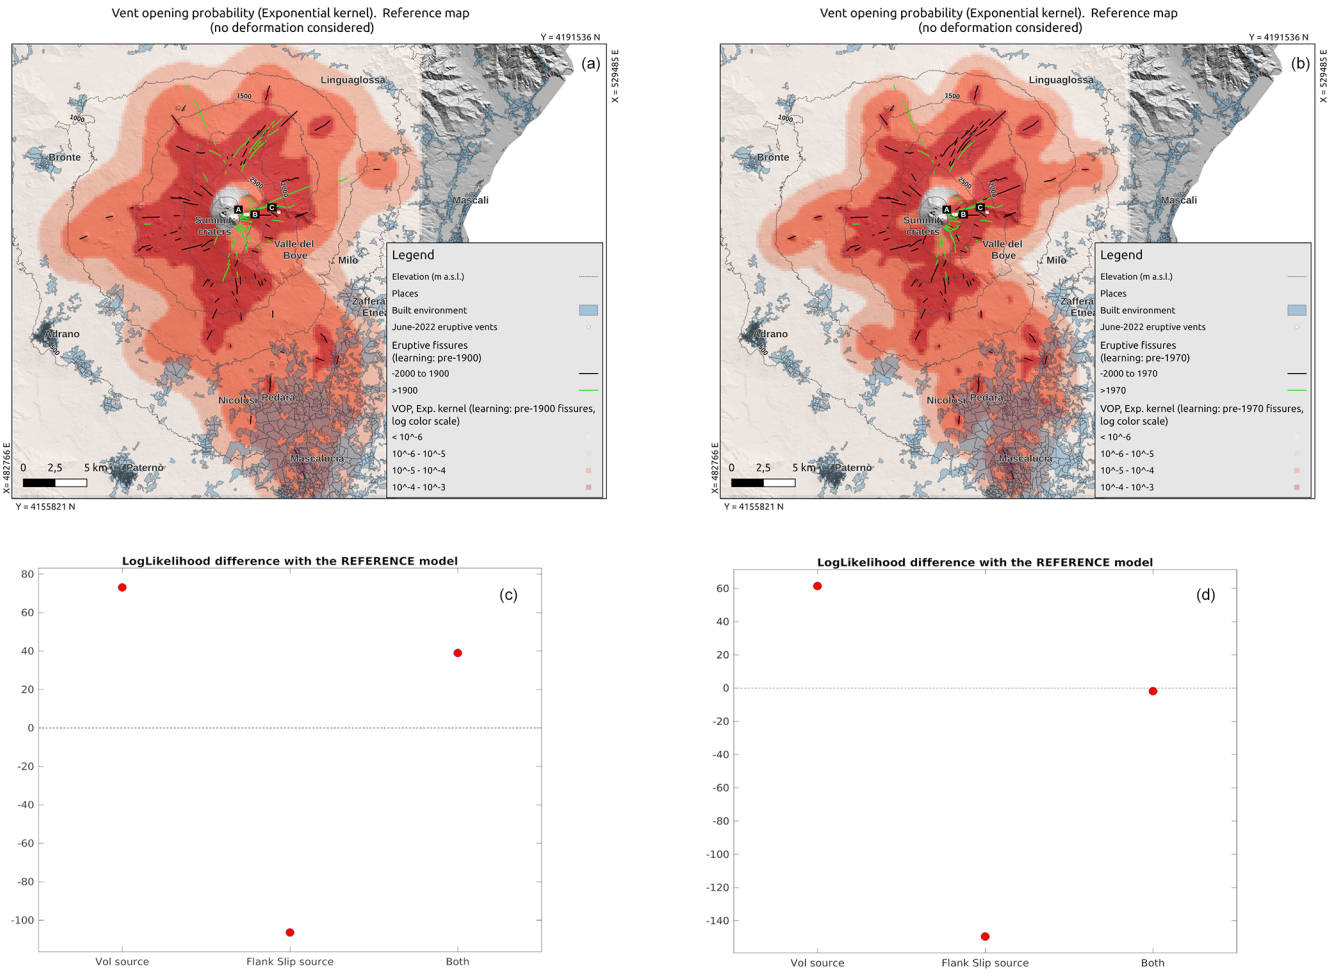 Vent opening probability (Exponential kernel).  Reference map
(no deformation considered)
Y = 4191536 N
X = 529485 E
(a)
Linguaglossa
1500
1000
Bronte
2500
2000
Mascali
A
B
C
Summit
craters
Valle del
Bove
Milo
Zaffera
Etnea
Adrano
Nicolosi
Pedara
Mascalucia
Paternò
X= 482766 E
0 2,5 5 km
Y = 4155821 N
Legend
Elevation (m a.s.l.)
Places
Built environment
June-2022 eruptive vents
Eruptive fissures
(learning: pre-1900)
-2000 to 1900
>1900
VOP, Exp. kernel (learning: pre-1900 fissures,
log color scale)
< 10^-6
10^-6 - 10^-5
10^-5 - 10^-4
10^-4 - 10^-3
Vent opening probability (Exponential kernel).  Reference map
(no deformation considered)
Y = 4191536 N
X = 529485 E
(b)
Linguaglossa
1500
1000
Bronte
2500
2000
Mascali
A
B
C
Summit
craters
Valle del
Bove
Milo
Zaffera
Etnea
Adrano
Nicolosi
Pedara
Mascalucia
Paternò
X= 482766 E
0 2,5 5 km
Y = 4155821 N
Legend
Elevation (m a.s.l.)
Places
Built environment
June-2022 eruptive vents
Eruptive fissures
(learning: pre-1970)
-2000 to 1970
>1970
VOP, Exp. kernel (learning: pre-1970 fissures,
log color scale)
< 10^-6
10^-6 - 10^-5
10^-5 - 10^-4
10^-4 - 10^-3
LogLikelihood difference with the REFERENCE model
(c)
80
60
40
20
0
-20
-40
-60
-80
-100
Vol source
Flank Slip source
Both
LogLikelihood difference with the REFERENCE model
(d)
60
40
20
0
-20
-40
-60
-80
-100
-120
-140
Vol source
Flank Slip source
Both